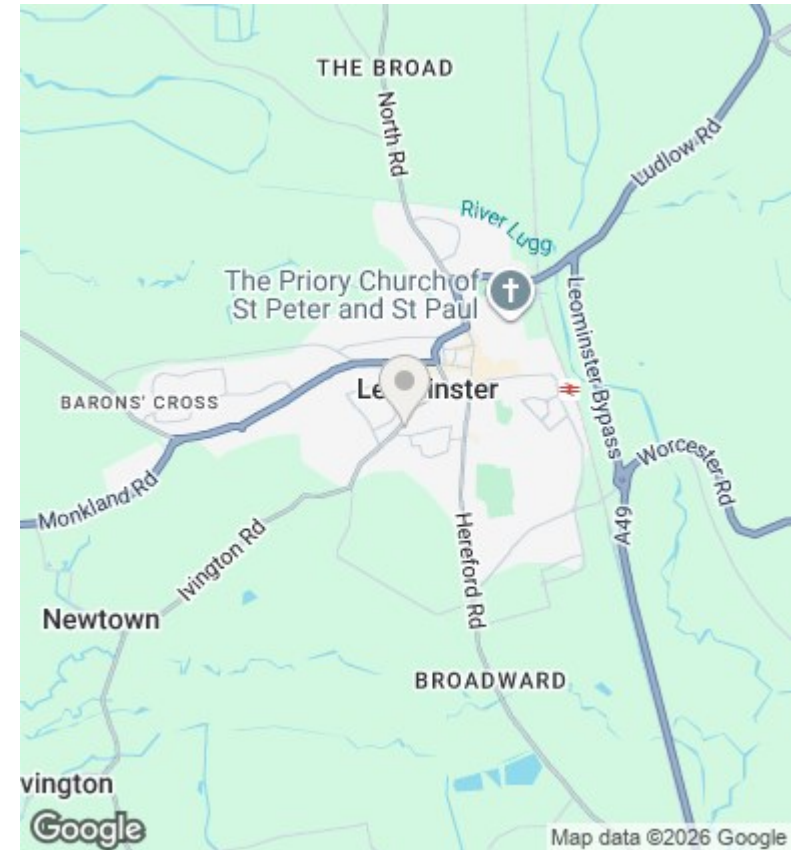 THE BROAD
North Rd
Ludlow Rd
River Lugg
The Priory Church of
St Peter and St Paul
Leominster Bypass
BARONS' CROSS
Le inster
Worcester Rd
Monkland Rd
A49
Ivington Rd
Hereford Rd
Newtown
BROADWARD
vington
Google
Map data ©2026 Google